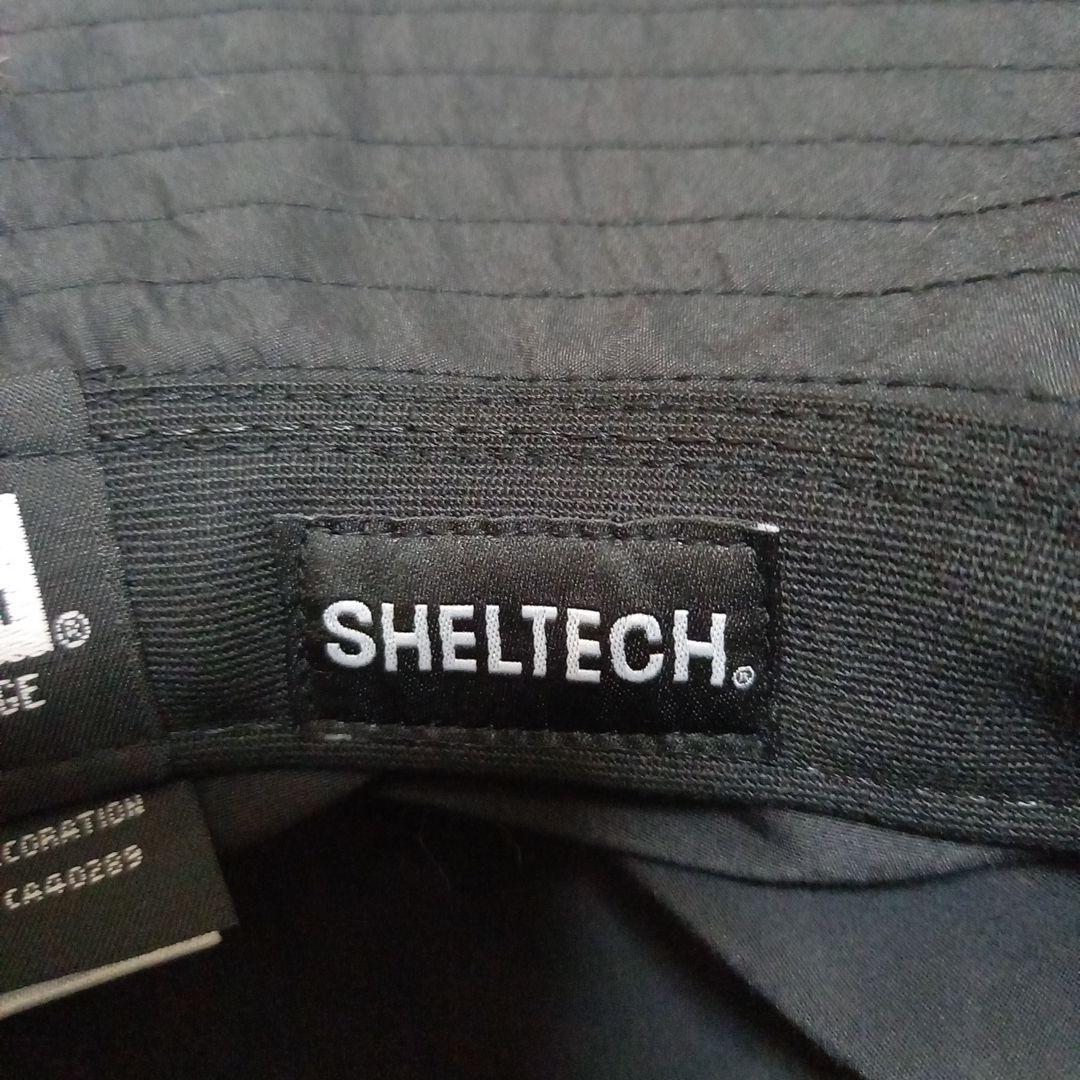 SHELTECH®
®
GE
CORATION
CA40289